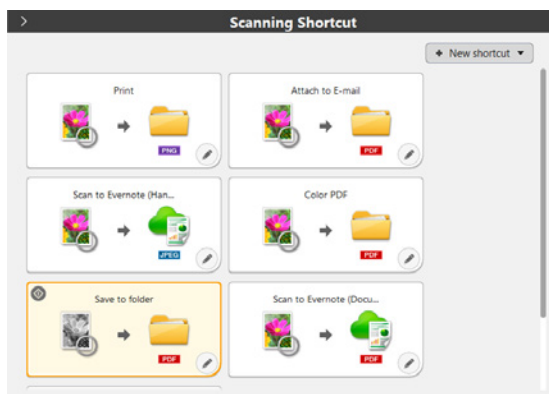 Scanning Shortcut
+ New shortcut
Print
PNG
Attach to E-mail
PDF
Scan to Evernote (Han...
JPEG
Color PDF
PDF
Save to folder
PDF
Scan to Evernote (Docu...
PDF